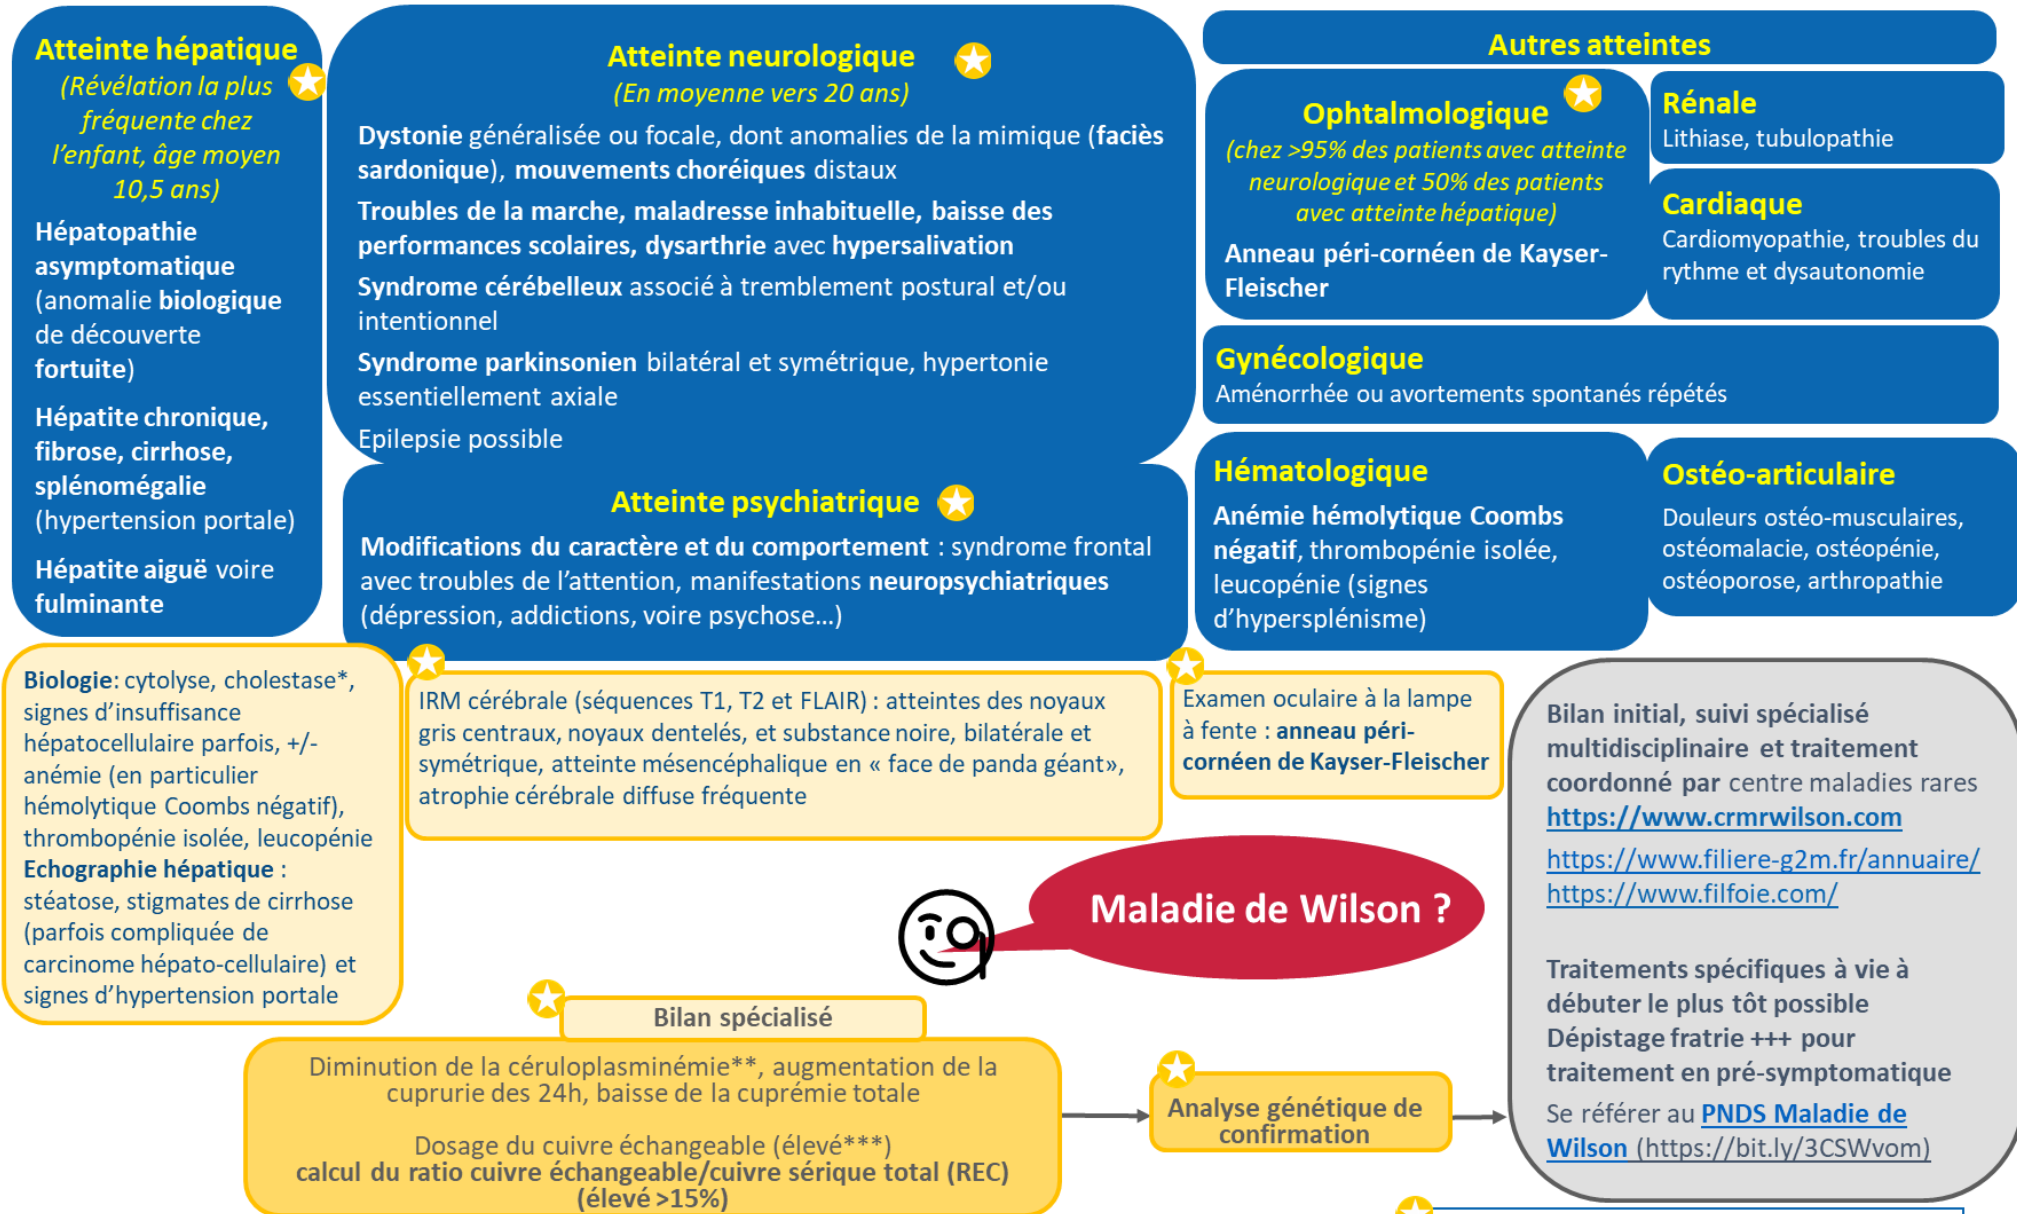 Atteinte hépatique
(Révélation la plus
fréquente chez
l'enfant, âge moyen
10,5 ans)
Hépatopathie
asymptomatique
(anomalie biologique
de découverte
fortuite)
Hépatite chronique,
fibrose, cirrhose,
splénomégalie
(hypertension portale)
Hépatite aiguë voire
fulminante
Atteinte neurologique
(En moyenne vers 20 ans)
Dystonie généralisée ou focale, dont anomalies de la mimique (faciès
sardonique), mouvements choréiques distaux
Troubles de la marche, maladresse inhabituelle, baisse des
performances scolaires, dysarthrie avec hypersalivation
Syndrome cérébelleux associé à tremblement postural et/ou
intentionnel
Syndrome parkinsonien bilatéral et symétrique, hypertonie
essentiellement axiale
Epilepsie possible
Atteinte psychiatrique
Modifications du caractère et du comportement : syndrome frontal
avec troubles de l'attention, manifestations neuropsychiatriques
(dépression, addictions, voire psychose...)
Autres atteintes
Ophtalmologique
(chez >95% des patients avec atteinte
neurologique et 50% des patients
avec atteinte hépatique)
Anneau péri-cornéen de Kayser-
Fleischer
Rénale
Lithiase, tubulopathie
Cardiaque
Cardiomyopathie, troubles du
rythme et dysautonomie
Gynécologique
Aménorrhée ou avortements spontanés répétés
Hématologique
Anémie hémolytique Coombs
négatif, thrombopénie isolée,
leucopénie (signes
d'hypersplénisme)
Ostéo-articulaire
Douleurs ostéo-musculaires,
ostéomalacie, ostéopénie,
ostéoporose, arthropathie
Biologie: cytolyse, cholestase*,
signes d'insuffisance
hépatocellulaire parfois, +/-
anémie (en particulier
hémolytique Coombs négatif),
thrombopénie isolée, leucopénie
Echographie hépatique :
stéatose, stigmates de cirrhose
(parfois compliquée de
carcinome hépato-cellulaire) et
signes d'hypertension portale
IRM cérébrale (séquences T1, T2 et FLAIR) : atteintes des noyaux
gris centraux, noyaux dentelés, et substance noire, bilatérale et
symétrique, atteinte mésencéphalique en « face de panda géant»,
atrophie cérébrale diffuse fréquente
Examen oculaire à la lampe
à fente : anneau péri-
cornéen de Kayser-Fleischer
Maladie de Wilson ?
Bilan spécialisé
Diminution de la céruloplasminémie**, augmentation de la
cuprurie des 24h, baisse de la cuprémie totale
Dosage du cuivre échangeable (élevé***)
calcul du ratio cuivre échangeable/cuivre sérique total (REC)
(élevé >15%)
Analyse génétique de
confirmation
Bilan initial, suivi spécialisé
multidisciplinaire et traitement
coordonné par centre maladies rares
https://www.crmrwilson.com
https://www.filiere-g2m.fr/annuaire/
https://www.filfoie.com/
Traitements spécifiques à vie à
débuter le plus tôt possible
Dépistage fratrie +++ pour
traitement en pré-symptomatique
Se référer au PNDS Maladie de
Wilson (https://bit.ly/3CSWvom)